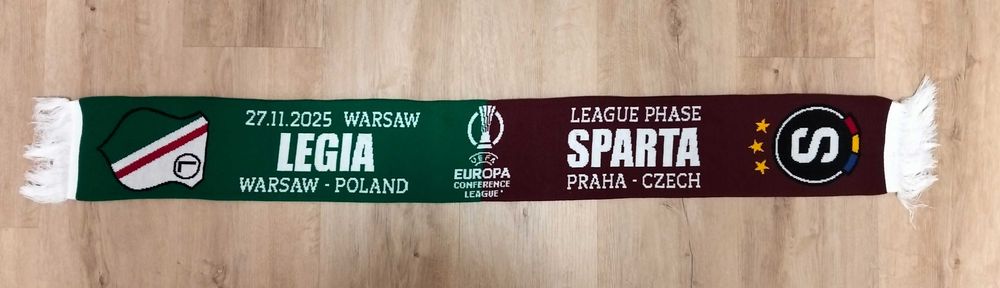 27.11.2025 WARSAW
LEGIA
WARSAW - POLAND
L
UEFA
EUROPA
CONFERENCE
LEAGUE
LEAGUE PHASE
SPARTA
PRAHA - CZECH
S